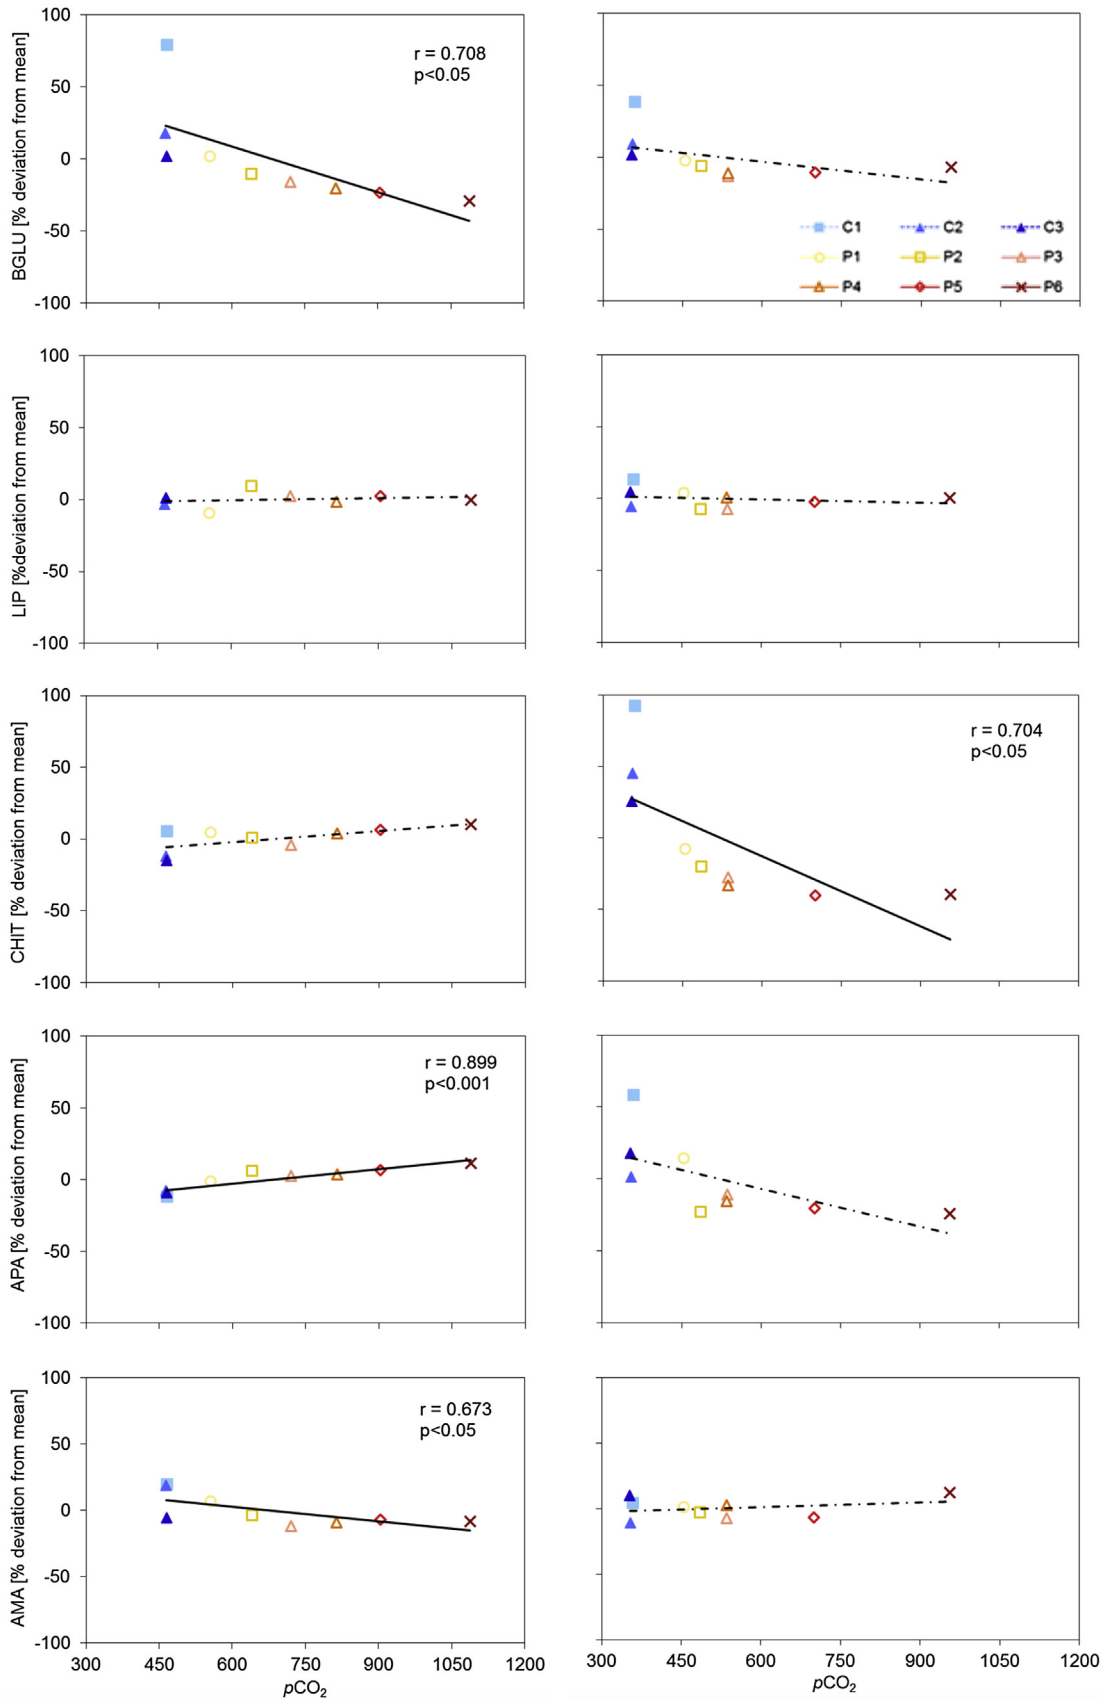 100
50
0
-50
-100
BGLU [% deviation from mean]
r = 0.708
p<0.05
C1 C2 C3
P1 P2 P3
P4 P5 P6
100
50
0
-50
-100
LIP [%deviation from mean]
100
50
0
-50
-100
CHIT [% deviation from mean]
r = 0.704
p<0.05
100
50
0
-50
-100
APA [% deviation from mean]
r = 0.899
p<0.001
100
50
0
-50
-100
AMA [% deviation from mean]
r = 0.673
p<0.05
300 450 600 750 900 1050 1200
pCO₂
300 450 600 750 900 1050 1200
pCO₂